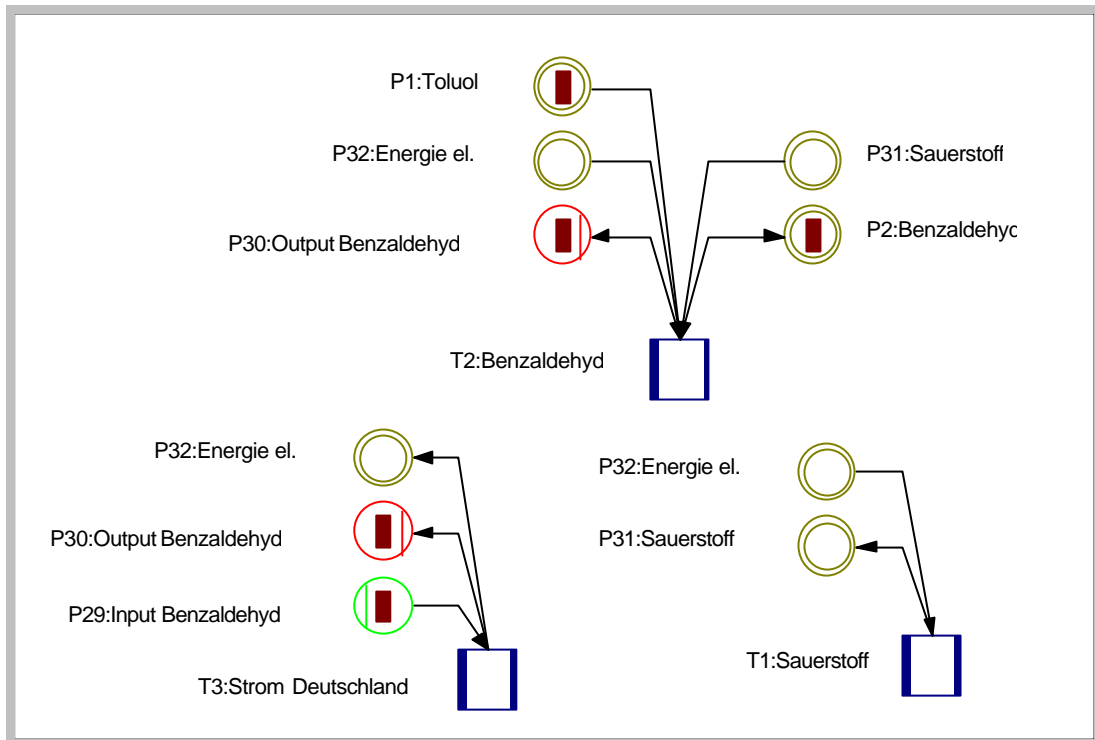 P1:Toluol
P32:Energie el.
P31:Sauerstoff
P30:Output Benzaldehyd
P2:Benzaldehyd
T2:Benzaldehyd
P32:Energie el.
P32:Energie el.
P30:Output Benzaldehyd
P31:Sauerstoff
P29:Input Benzaldehyd
T1:Sauerstoff
T3:Strom Deutschland